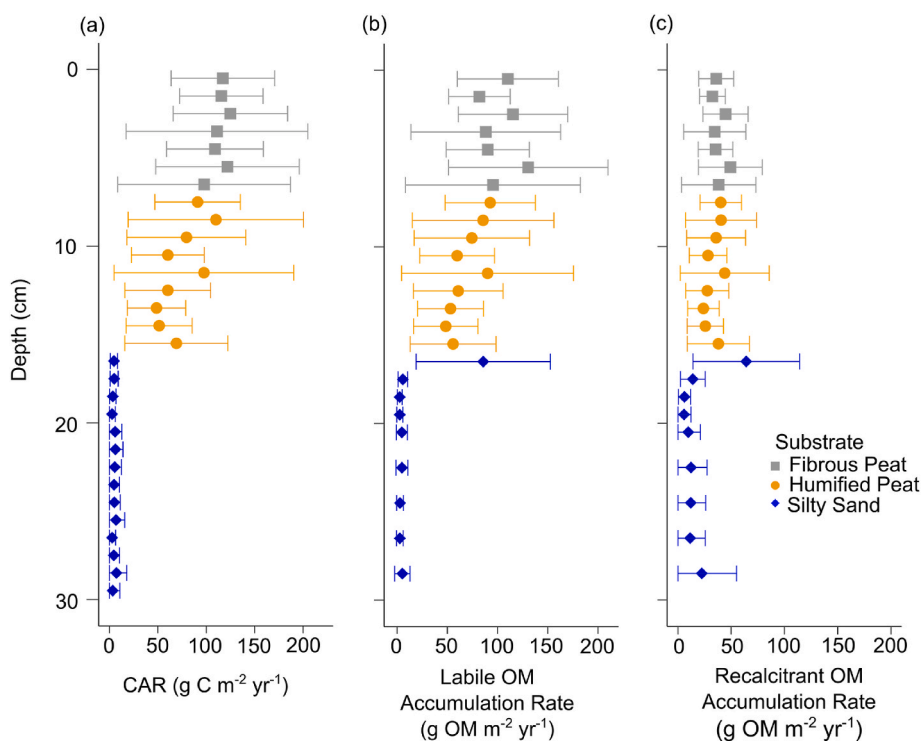 (a)
(b)
(c)
0
10
20
30
Depth (cm)
Substrate
Fibrous Peat
Humified Peat
Silty Sand
0 50 100 150 200
0 50 100 150 200
0 50 100 150 200
CAR (g C m⁻² yr⁻¹)
Labile OM
Accumulation Rate
(g OM m⁻² yr⁻¹)
Recalcitrant OM
Accumulation Rate
(g OM m⁻² yr⁻¹)